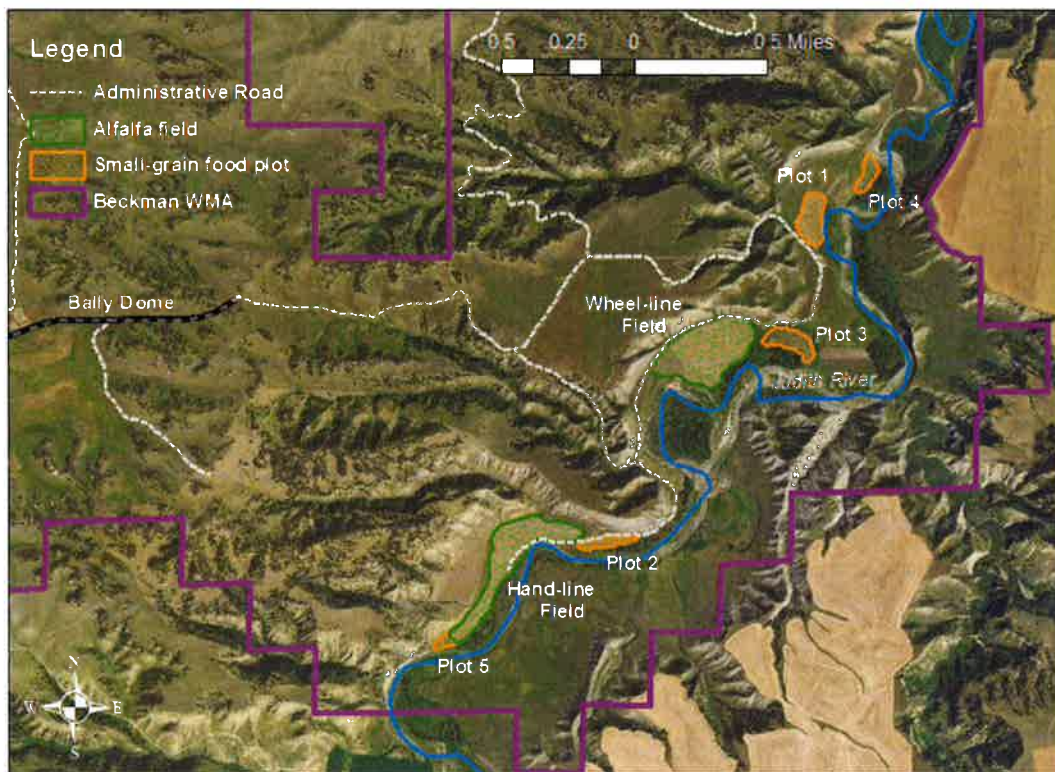 Legend
Administrative Road
Alfalfa field
Small-grain food plot
Beckman WMA
0.5 0.25 0 0.5 Miles
Plot 1
Plot 4
Bally Dome
Wheel-line
Field
Plot 3
Judith River
Plot 2
Hand-line
Field
Plot 5
N
W E
S